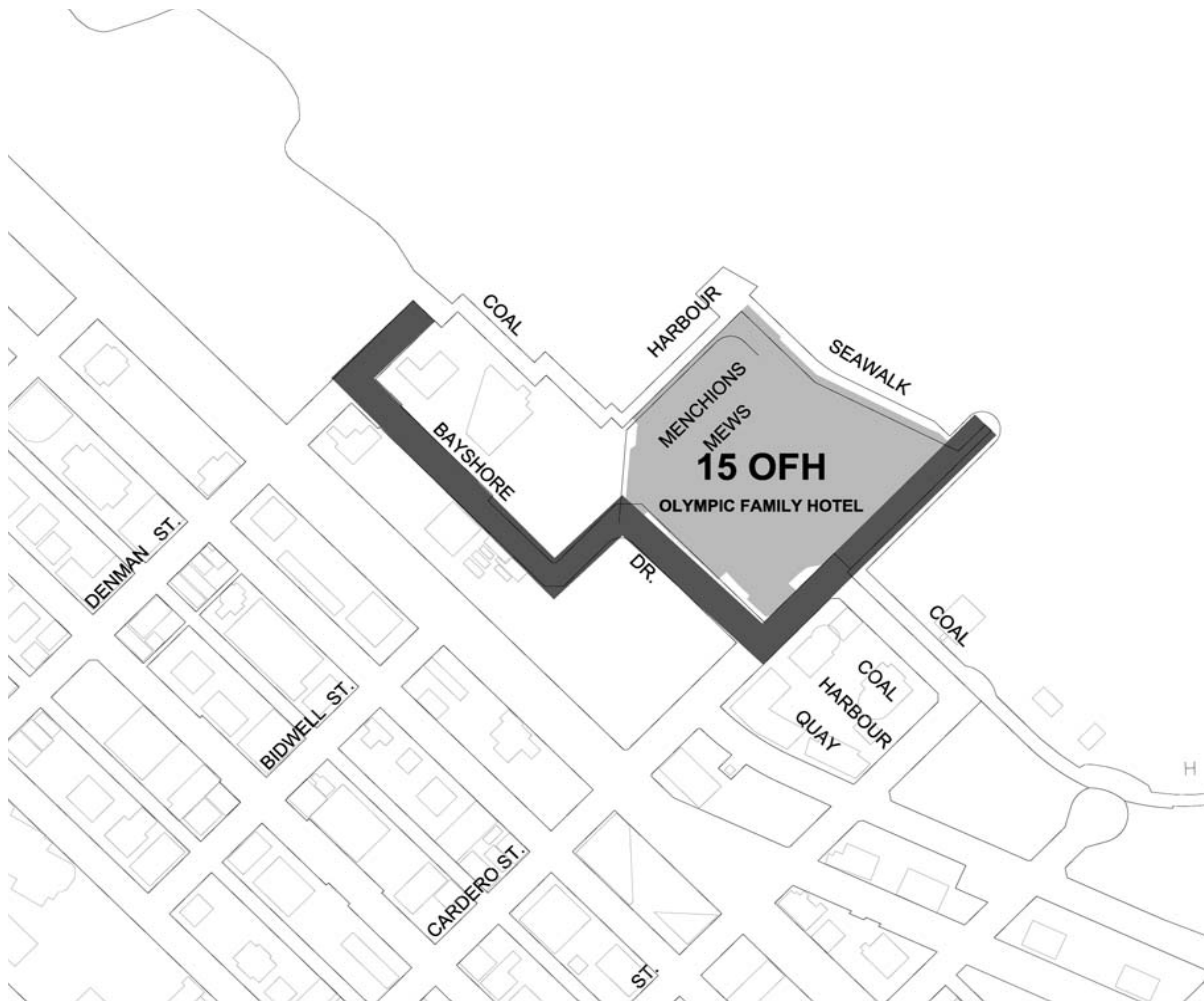 COAL
HARBOUR
SEAWALK
MENCHIONS
MEWS
15 OFH
OLYMPIC FAMILY HOTEL
BAYSHORE
DR.
DENMAN ST.
BIDWELL ST.
CARDERO ST.
ST.
COAL
COAL
HARBOUR
QUAY
H